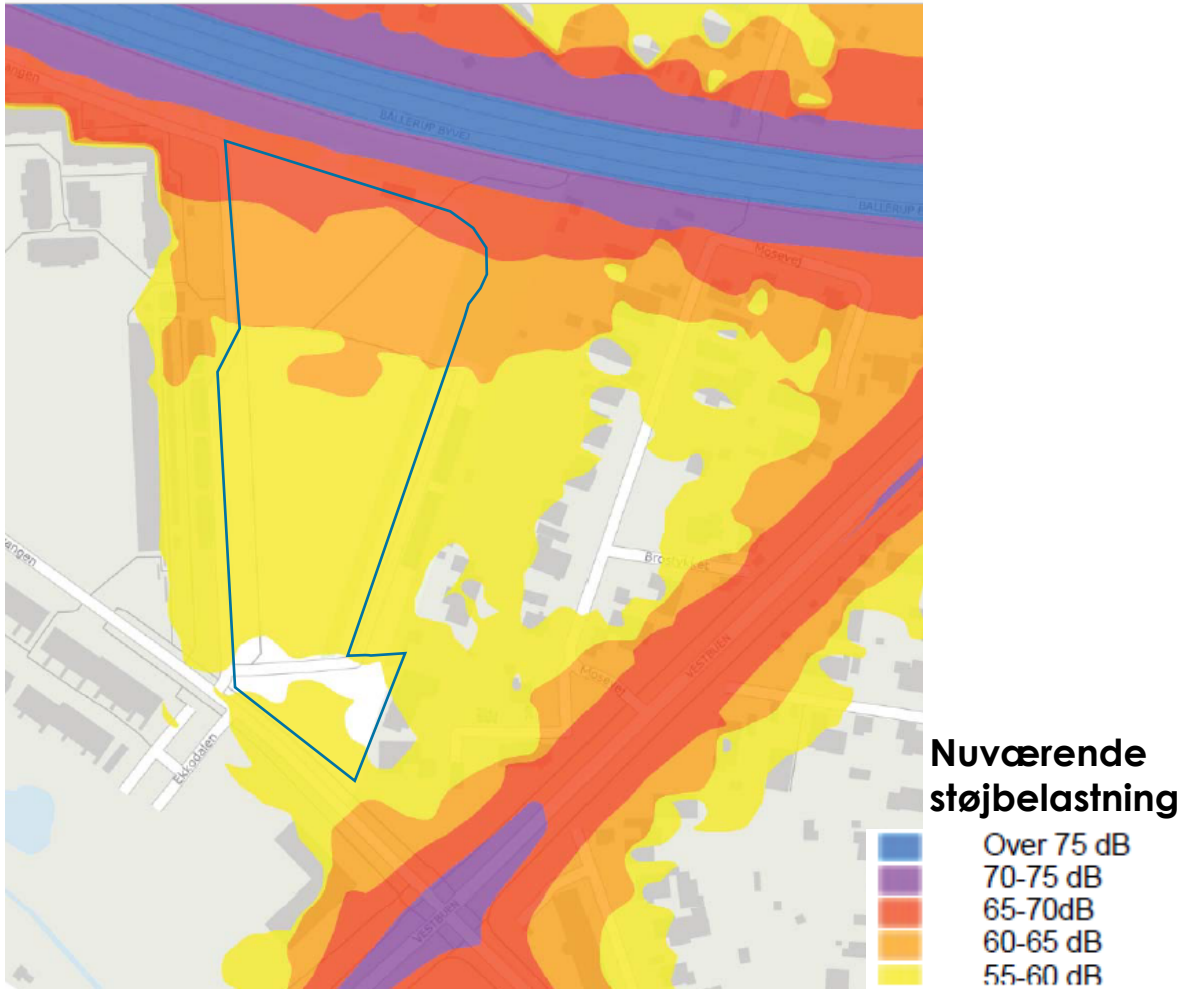 BALLERUP BYVEJ
Mosevej
Brostykket
VESTBUEN
Mosevej
Ekkodalen
VESTBUEN
Nuværende
støjbelastning
Over 75 dB
70-75 dB
65-70dB
60-65 dB
55-60 dB